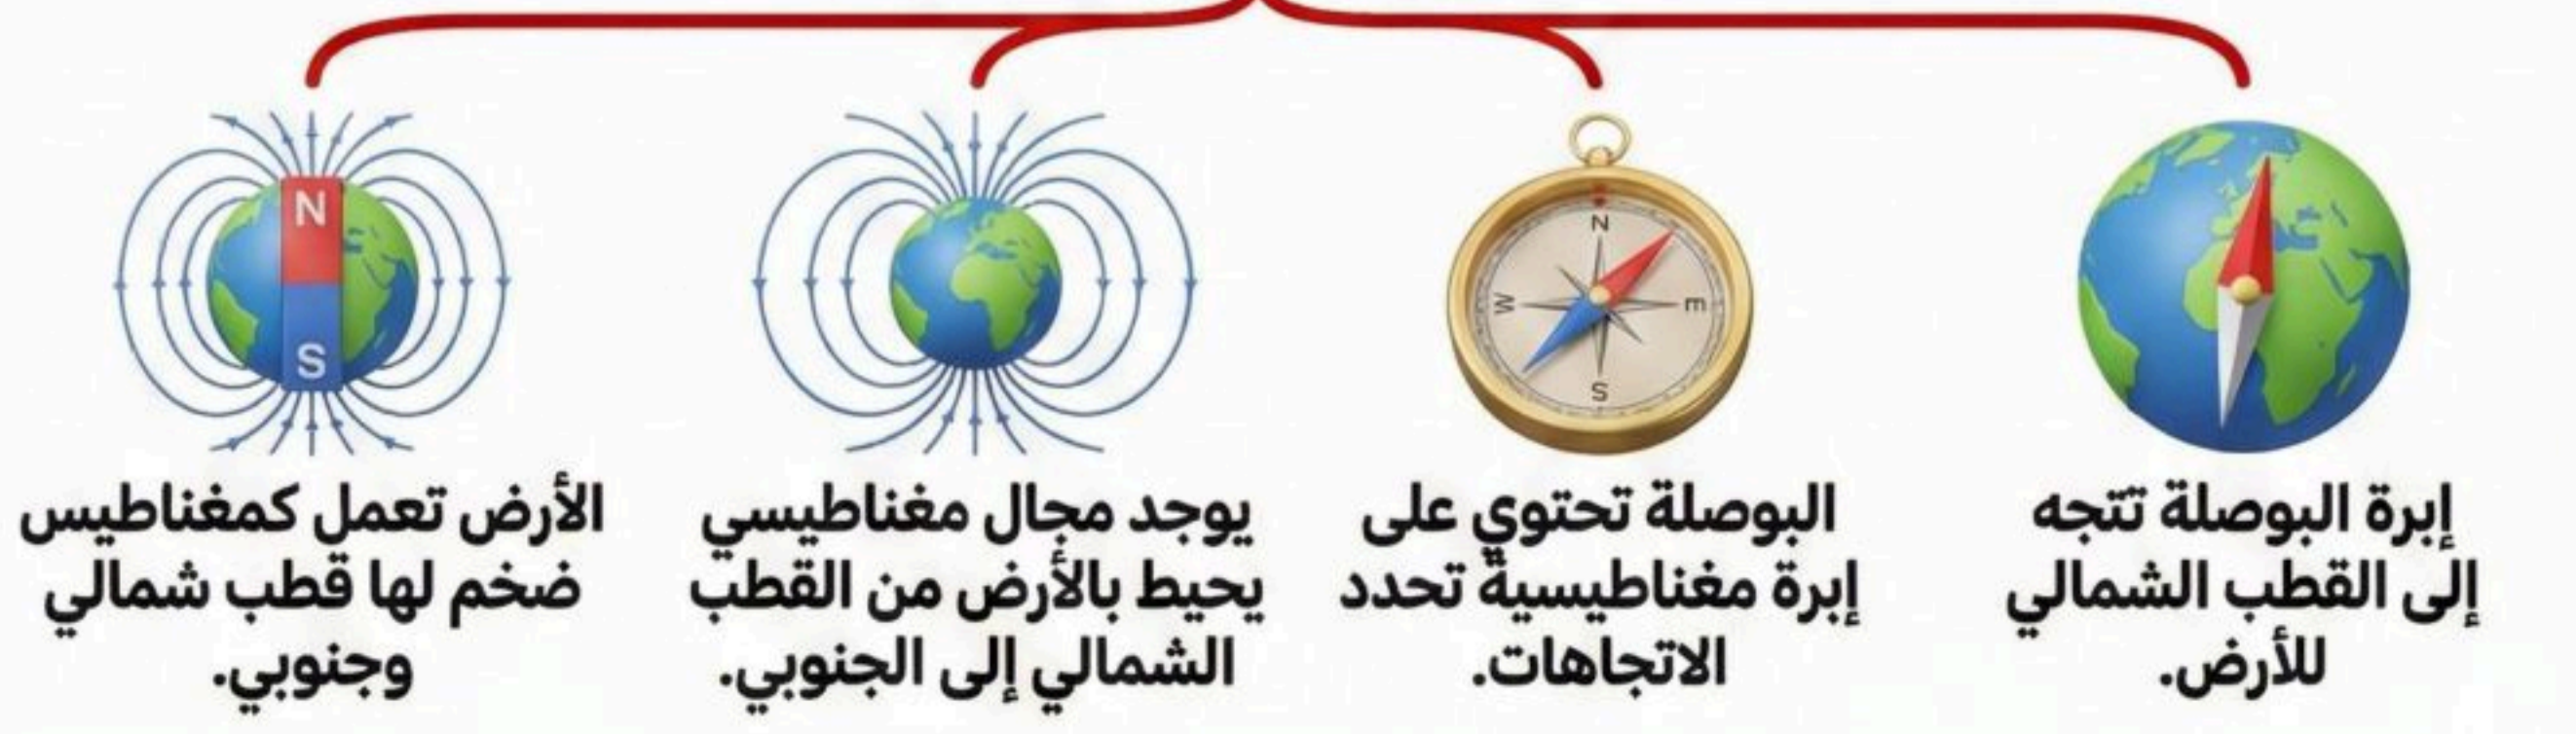 إبرة البوصلة تتجه
إلى القطب الشمالي
للأرض.
N
W
m
S
البوصلة تحتوي على
إبرة مغناطيسية تحدد
الاتجاهات.
يوجد مجال مغناطيسي
يحيط بالأرض من القطب
الشمالي إلى الجنوبي.
N
S
الأرض تعمل كمغناطيس
ضخم لها قطب شمالي
وجنوبي.